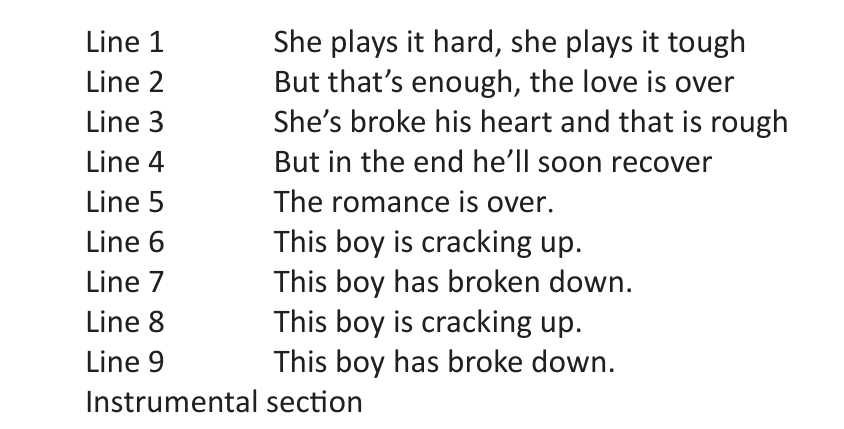 Line 1 She plays it hard, she plays it tough
Line 2 But that’s enough, the love is over
Line 3 She’s broke his heart and that is rough
Line 4 But in the end he’ll soon recover
Line 5 The romance is over.
Line 6 This boy is cracking up.
Line 7 This boy has broken down.
Line 8 This boy is cracking up.
Line 9 This boy has broke down.
Instrumental section